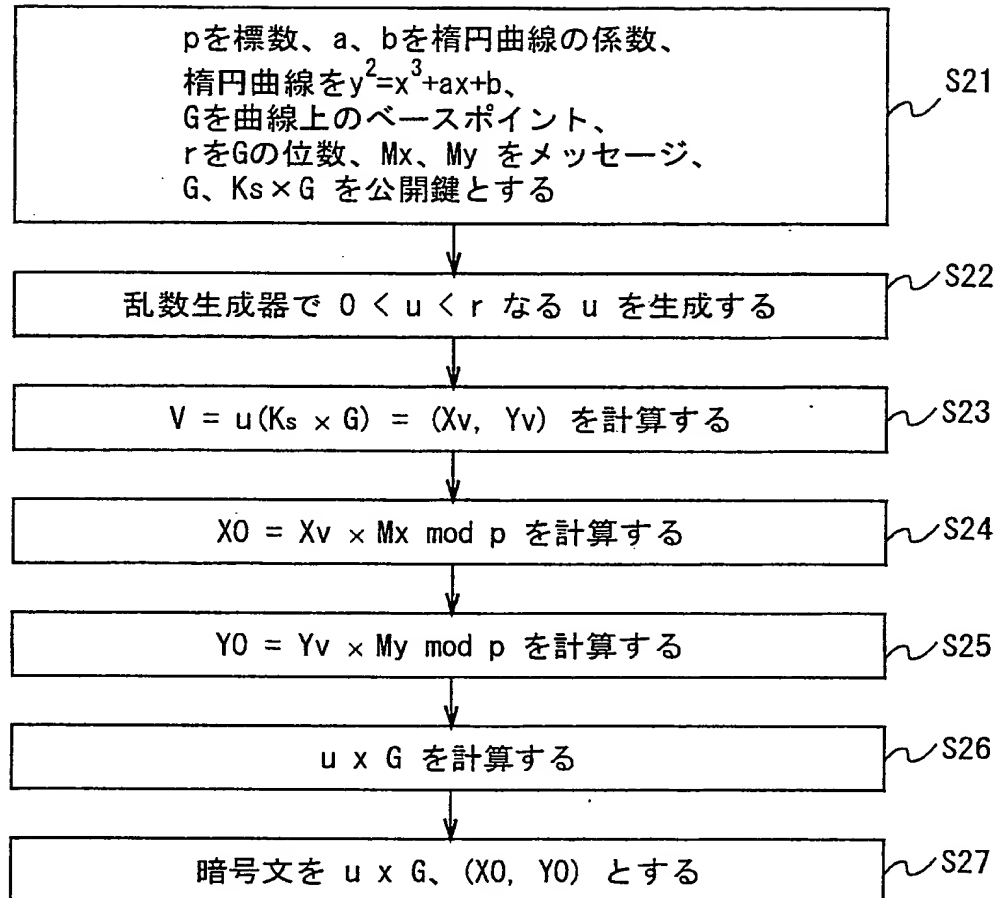 pを標数、a、bを楕円曲線の係数、
楕円曲線をy²=x³+ax+b、
Gを曲線上のベースポイント、
rをGの位数、Mx、My をメッセージ、
G、Ks×G を公開鍵とする
S21
乱数生成器で 0 < u < r なる u を生成する
S22
V = u(Ks × G) = (Xv, Yv) を計算する
S23
X0 = Xv × Mx mod p を計算する
S24
Y0 = Yv × My mod p を計算する
S25
u x G を計算する
S26
暗号文を u x G、(X0, Y0) とする
S27